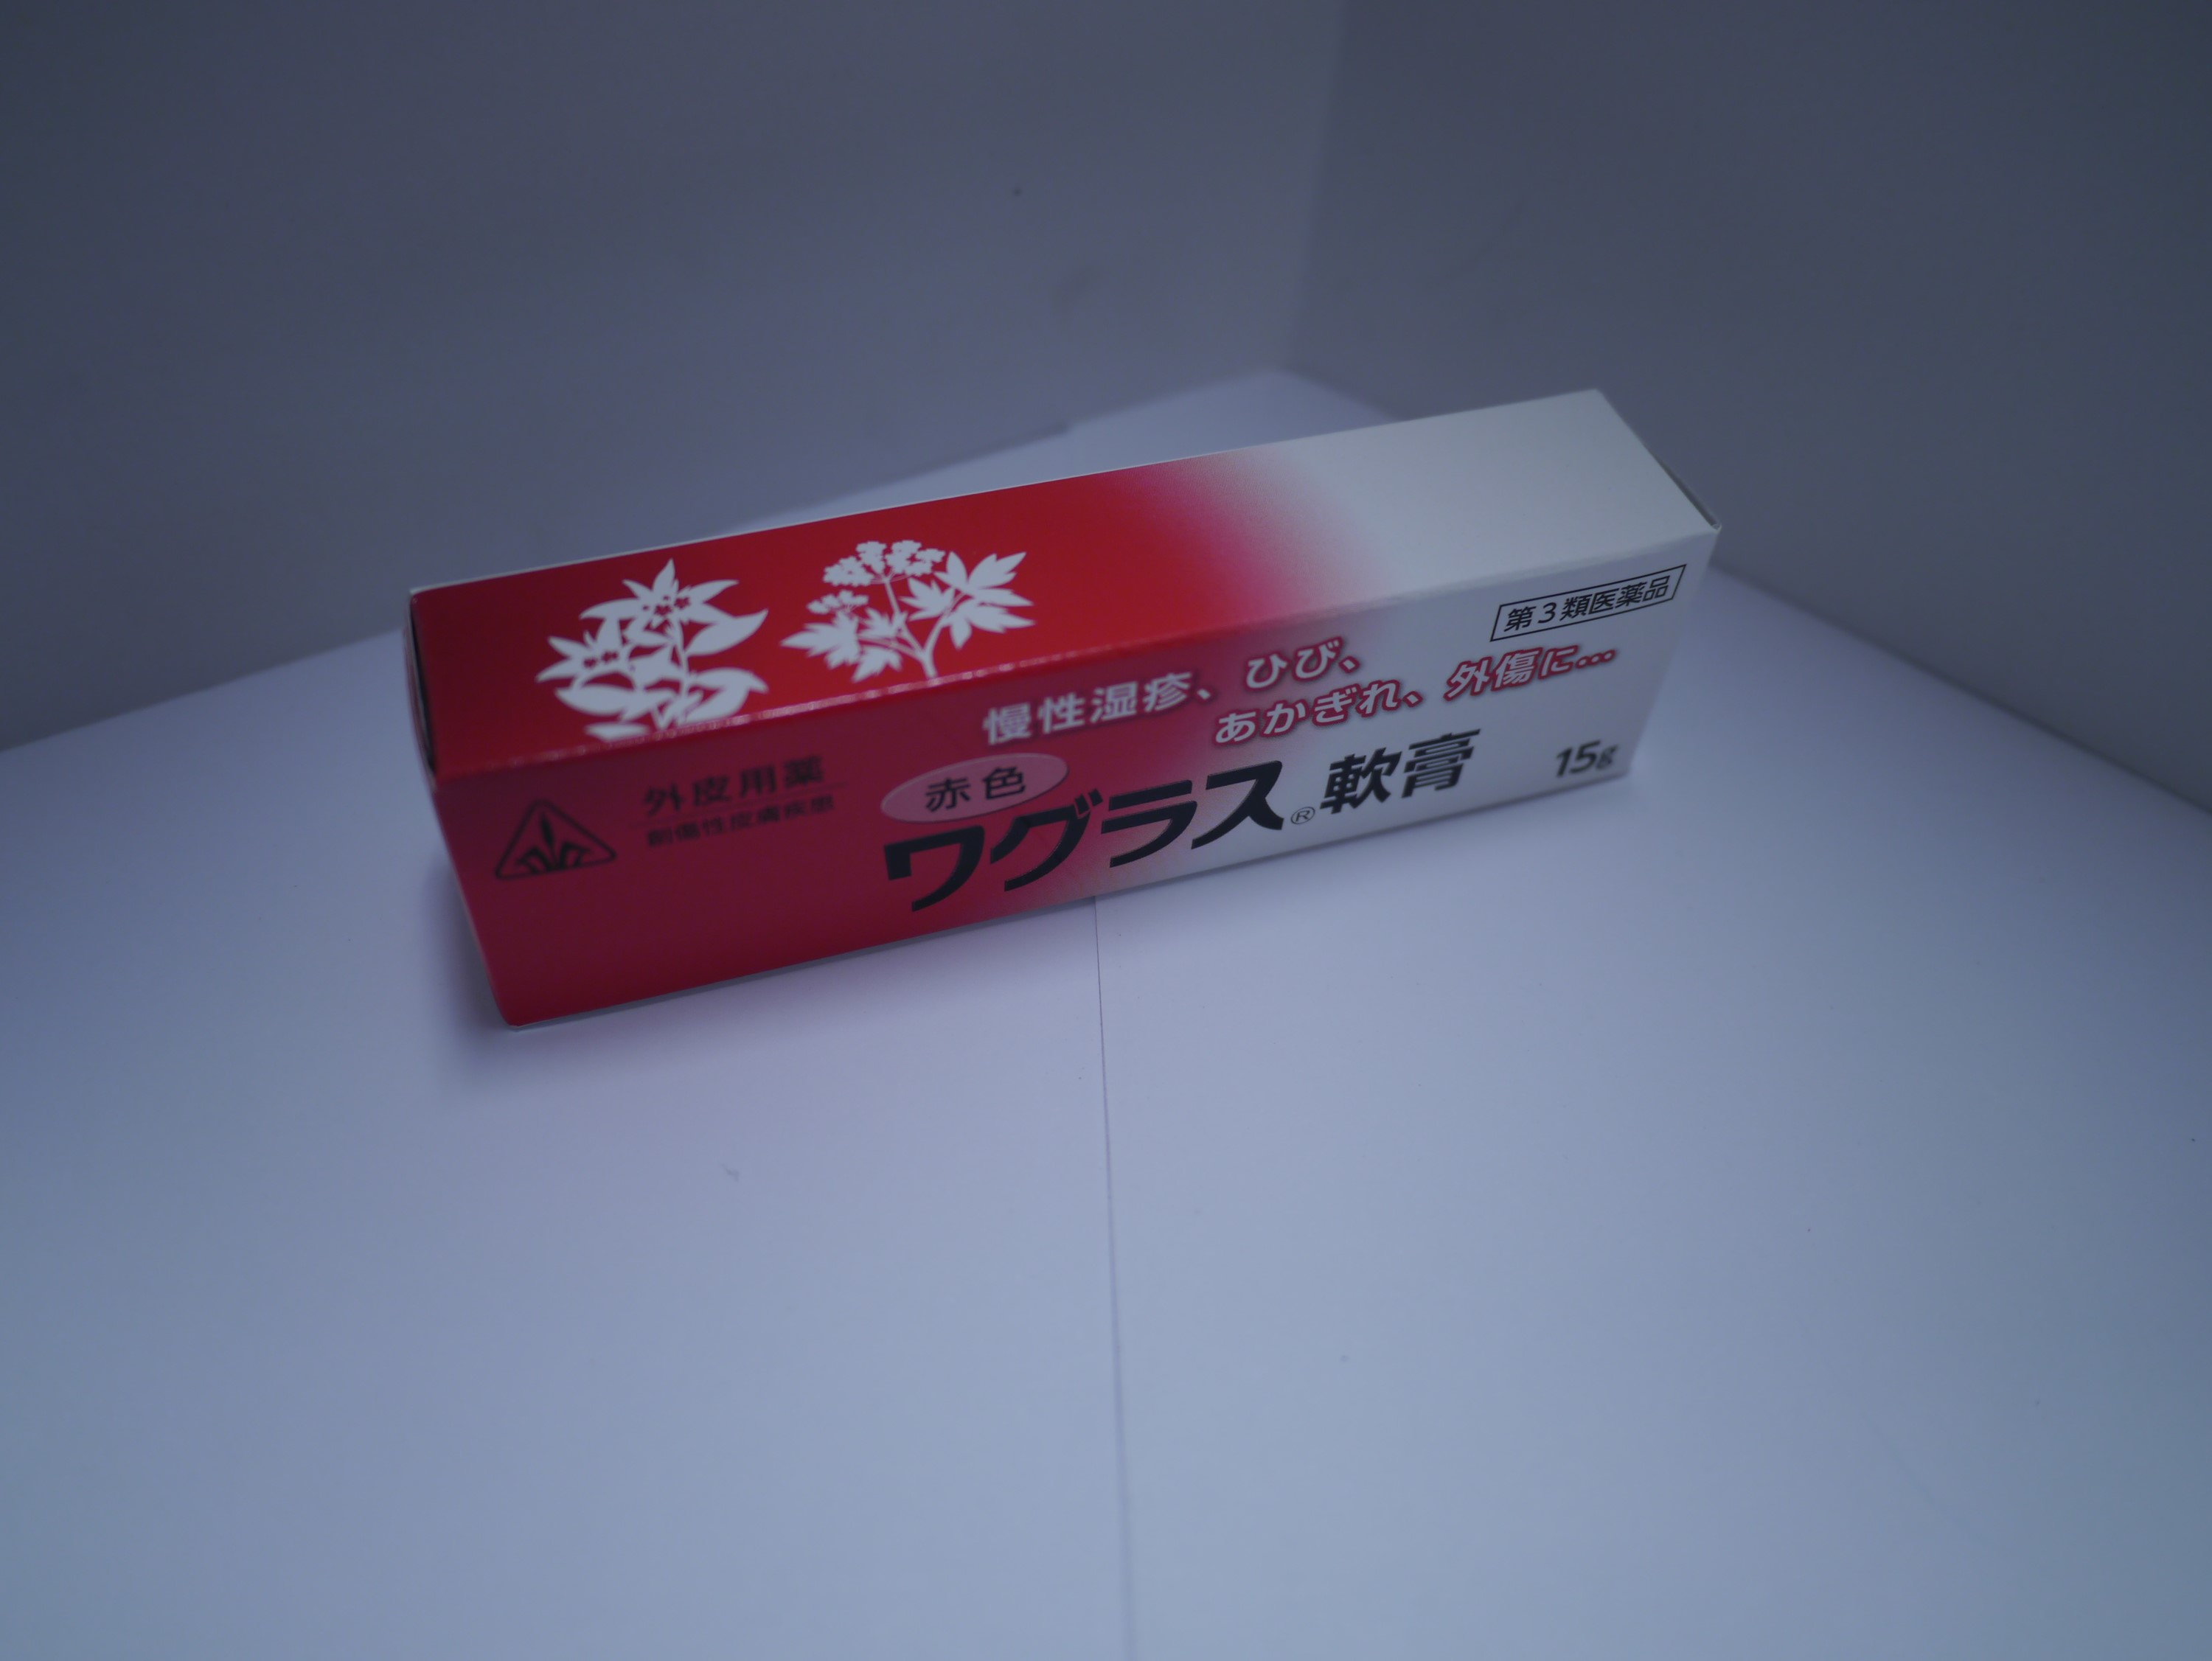 第3類医薬品
慢性湿疹、ひび、
あかぎれ、外傷に…
外皮用薬
創傷性皮膚疾患
赤色
ワグラス®軟膏
15g